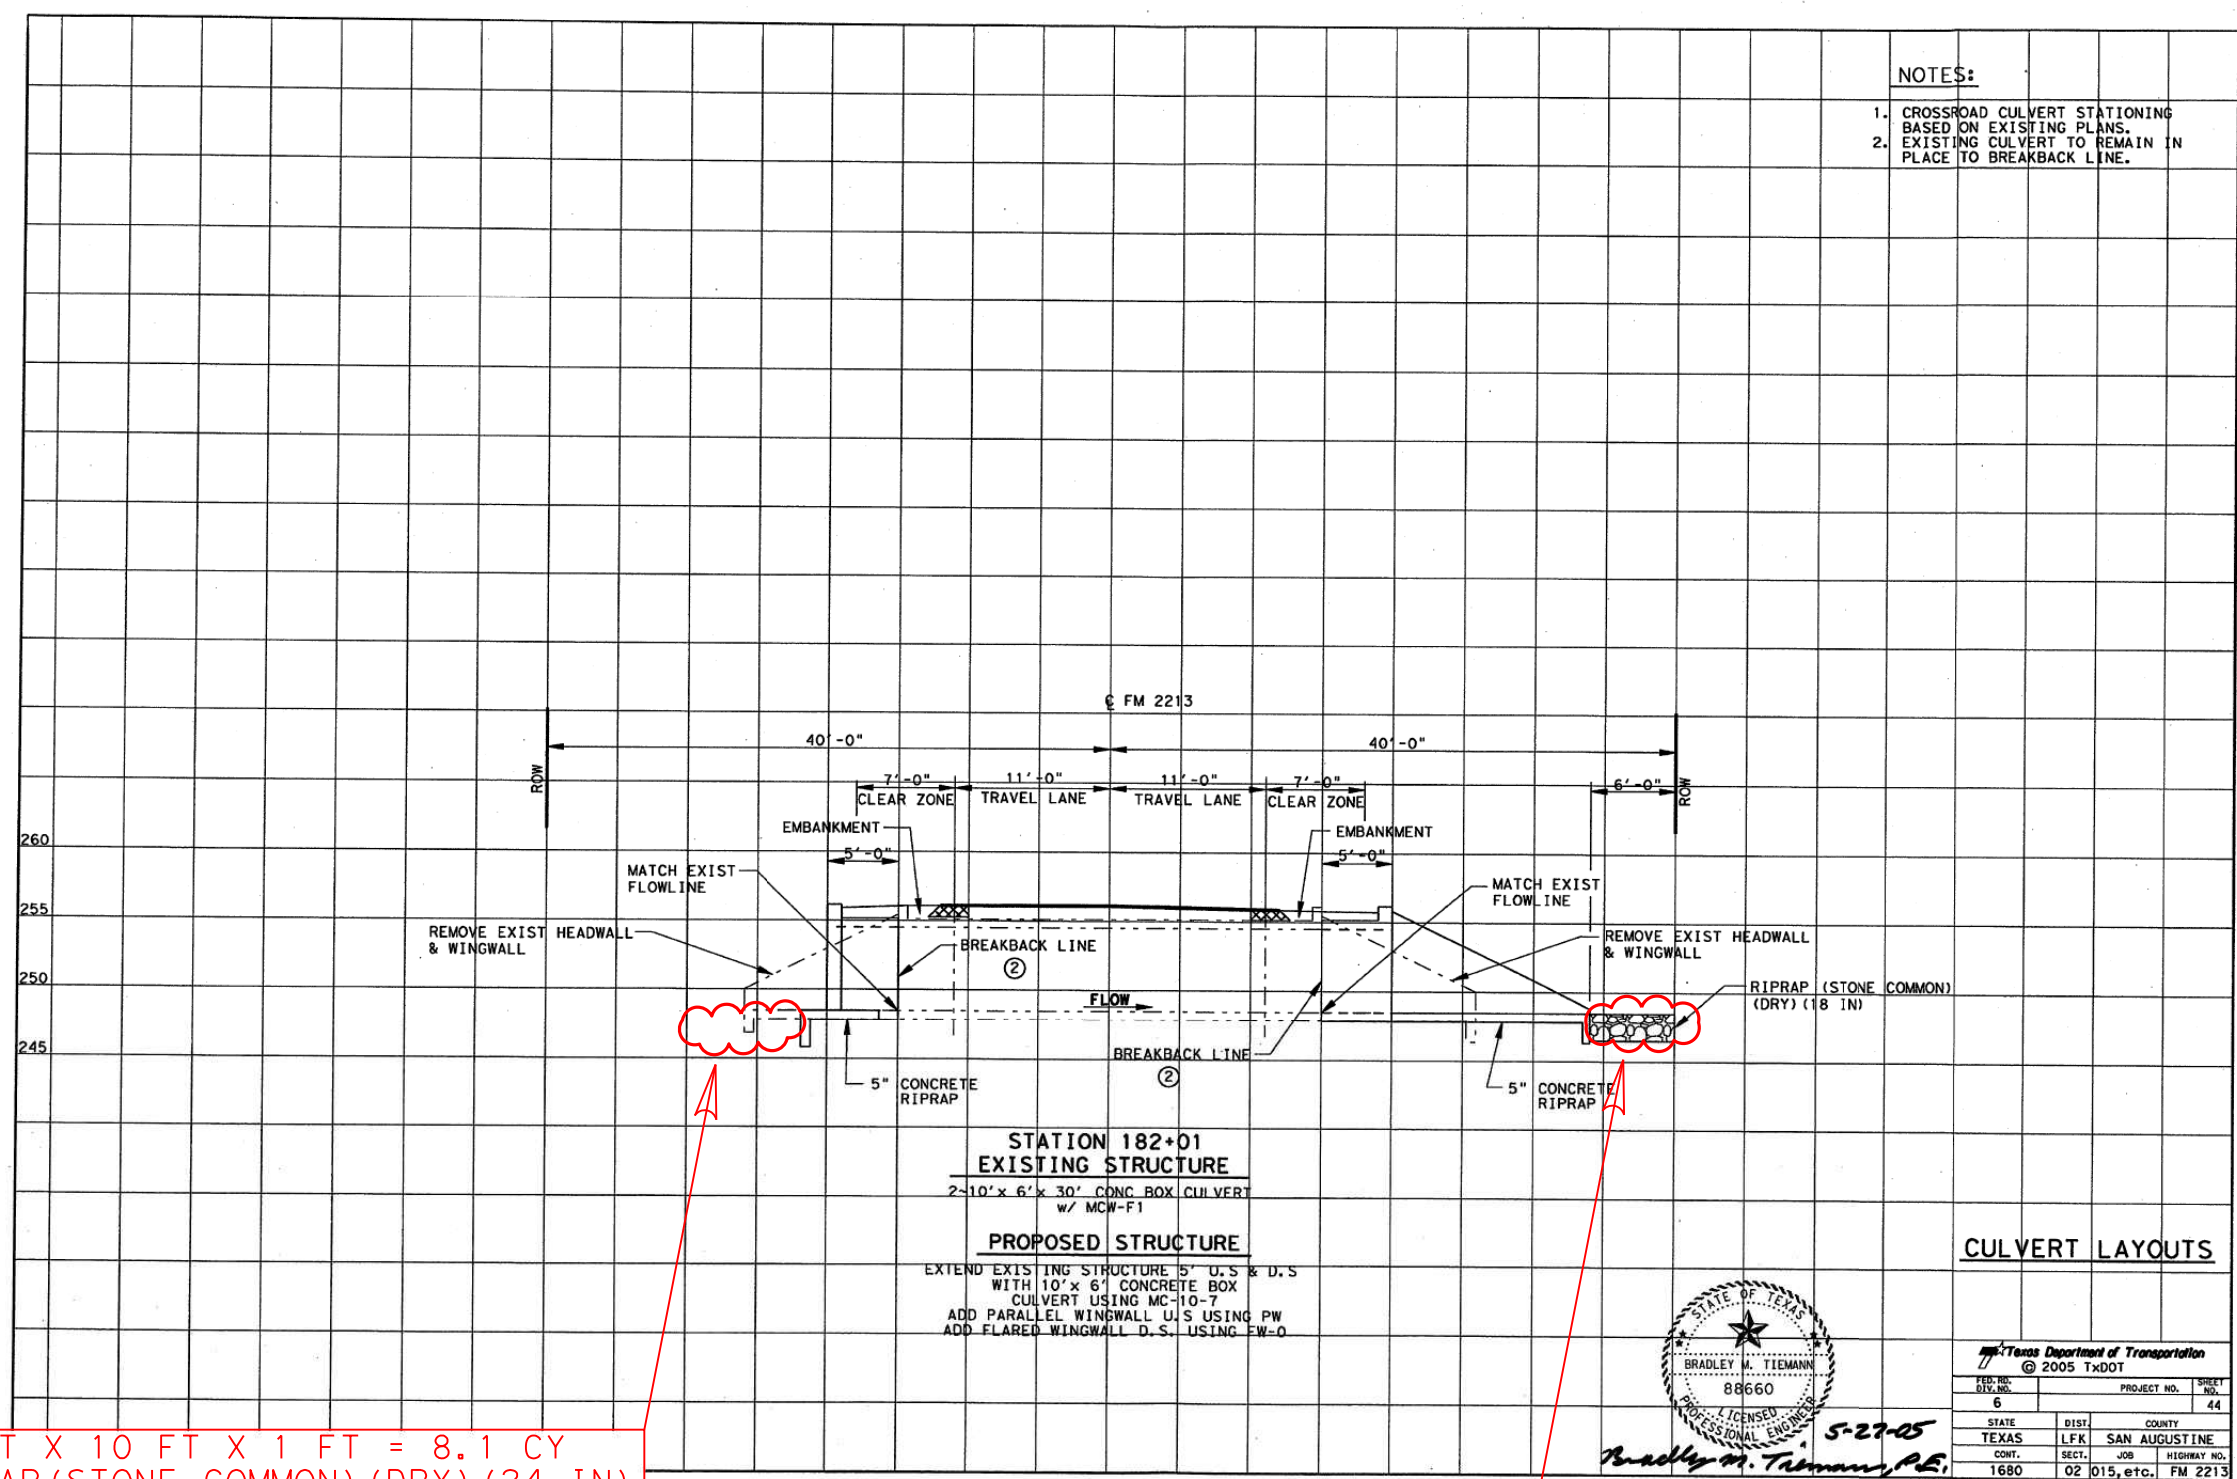 NOTES:
1. CROSSROAD CULVERT STATIONING
BASED ON EXISTING PLANS.
2. EXISTING CULVERT TO REMAIN IN
PLACE TO BREAKBACK LINE.
℄ FM 2213
40'-0"
40'-0"
ROW
7'-0"
11'-0"
11'-0"
7'-0"
6'-0"
ROW
CLEAR ZONE
TRAVEL LANE
TRAVEL LANE
CLEAR ZONE
EMBANKMENT
EMBANKMENT
260
5'-0"
5'-0"
MATCH EXIST
FLOWLINE
MATCH EXIST
FLOWLINE
255
REMOVE EXIST HEADWALL
& WINGWALL
BREAKBACK LINE
②
REMOVE EXIST HEADWALL
& WINGWALL
250
FLOW
RIPRAP (STONE COMMON)
(DRY) (18 IN)
245
BREAKBACK LINE
②
5" CONCRETE
RIPRAP
5" CONCRETE
RIPRAP
STATION 182+01
EXISTING STRUCTURE
2~10'x 6'x 30' CONC BOX CULVERT
w/ MCW-F1
PROPOSED STRUCTURE
EXTEND EXISTING STRUCTURE 5' U.S & D.S
WITH 10'x 6' CONCRETE BOX
CULVERT USING MC-10-7
ADD PARALLEL WINGWALL U.S USING PW
ADD FLARED WINGWALL D.S. USING FW-O
CULVERT LAYOUTS
STATE OF TEXAS
BRADLEY M. TIEMANN
88660
LICENSED
PROFESSIONAL ENGINEER
5-27-05
Bradley M. Tiemann, P.E.
Texas Department of Transportation
© 2005 TxDOT
FED. RD. DIV. NO.
PROJECT NO.
SHEET NO.
6
44
STATE
DIST.
COUNTY
TEXAS
LFK
SAN AUGUSTINE
CONT.
SECT.
JOB
HIGHWAY NO.
1680
02
015, etc.
FM 2213
T X 10 FT X 1 FT = 8.1 CY
AP (STONE COMMON) (DRY) (24 IN)